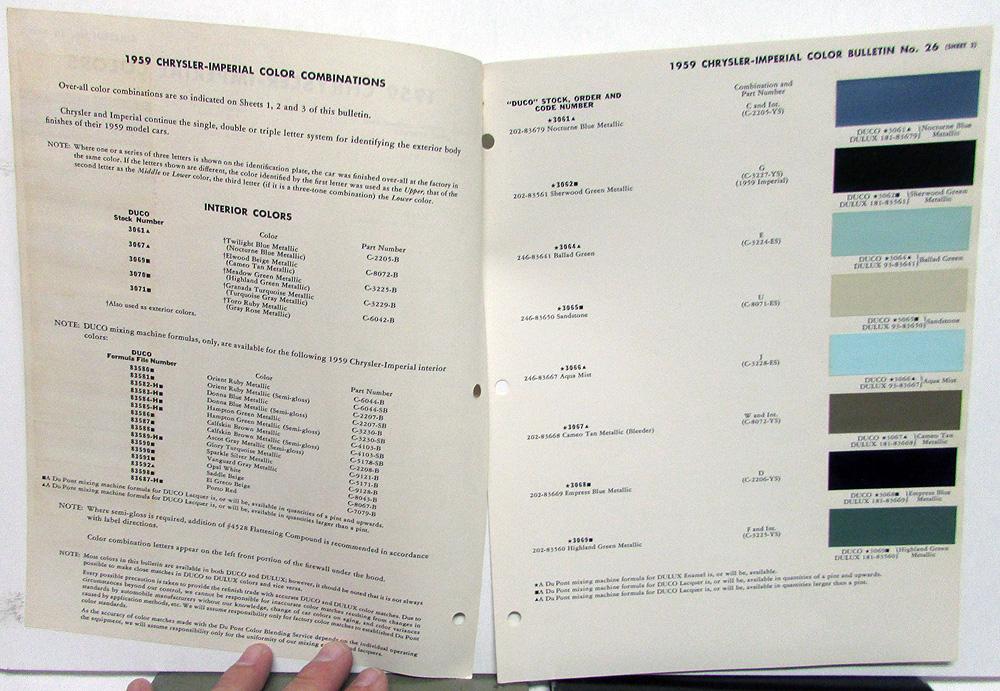 1959 CHRYSLER-IMPERIAL COLOR COMBINATIONS
Over-all color combinations are so indicated on Sheets 1, 2 and 3 of this bulletin.
Chrysler and Imperial continue the single, double or triple letter system for identifying the exterior body
finishes of their 1959 model cars.
NOTE: Where one or a series of three letters is shown on the identification plate, the car was finished over-all at the factory in
the same color. If the letters shown are different, the color identified by the first letter was used as the Upper, that of the
second letter as the Middle or Lower color, the third letter (if it is a three-tone combination) the Lower color.
INTERIOR COLORS
DUCO
Stock Number
Color
Part Number
3061▲
†Twilight Blue Metallic
(Nocturne Blue Metallic)
C-2205-B
3067▲
†Elwood Beige Metallic
(Cameo Tan Metallic)
C-8072-B
3069■
†Meadow Green Metallic
(Highland Green Metallic)
C-3225-B
3070■
†Granada Turquoise Metallic
(Turquoise Gray Metallic)
C-3229-B
3071■
†Toro Ruby Metallic
(Gray Rose Metallic)
C-6042-B
†Also used as exterior colors.
NOTE: DUCO mixing machine formulas, only, are available for the following 1959 Chrysler-Imperial interior
colors:
DUCO
Formula File Number
Color
Part Number
83580■
Orient Ruby Metallic
C-6044-B
83581■
Orient Ruby Metallic (Semi-gloss)
C-6044-SB
83582-H■
Donna Blue Metallic
C-2207-B
83583-H■
Donna Blue Metallic (Semi-gloss)
C-2207-SB
83584-H■
Hampton Green Metallic
C-3230-B
83585-H■
Hampton Green Metallic (Semi-gloss)
C-3230-SB
83586■
Calfskin Brown Metallic
C-4103-B
83587■
Calfskin Brown Metallic (Semi-gloss)
C-4103-SB
83588■
Ascot Gray Metallic (Semi-gloss)
C-5178-SB
83589-H■
Glory Turquoise Metallic
C-2208-B
83590■
Sparkle Silver Metallic
C-9121-B
83590■
Vanguard Gray Metallic
C-5171-B
83591■
Opal White
C-9128-B
83592▲
Saddle Beige
C-8043-B
83598■
El Greco Beige
C-8067-B
83687-H■
Porno Red
C-7079-B
■A Du Pont mixing machine formula for DUCO Lacquer is, or will be, available in quantities of a pint and upwards.
▲A Du Pont mixing machine formula for DUCO Lacquer is, or will be, available in quantities larger than a pint.
NOTE: Where semi-gloss is required, addition of #4528 Flattening Compound is recommended in accordance
with label directions.
Color combination letters appear on the left front portion of the firewall under the hood.
NOTE: Most colors in this bulletin are available in both DUCO and DULUX; however, it should be noted that it is not always
possible to make close matches in DUCO to DULUX colors and vice versa.
Every possible precaution is taken to provide the refinish trade with accurate DUCO and DULUX color matches. Due to
circumstances beyond our control, we cannot be responsible for inaccurate color matches resulting from changes in
standards by automobile manufacturers without our knowledge, change of car colors on aging, and color variances
caused by application methods, etc. We will assume responsibility only for factory color matches to established Du Pont
color standards.
As the accuracy of color matches made with the Du Pont Color Blending Service depends on the individual operating
the equipment, we will assume responsibility only for the uniformity of our mixing and lacquers.
1959 CHRYSLER-IMPERIAL COLOR BULLETIN No. 26 (SHEET 2)
"DUCO" STOCK, ORDER AND
CODE NUMBER
Combination and
Part Number
★3061▲
202-83679 Nocturne Blue Metallic
C and Int.
(C-2205-YS)
DUCO ★3061▲ } Nocturne Blue
DULUX 181-83679 } Metallic
★3062■
202-83561 Sherwood Green Metallic
G
(C-3227-YS)
(1959 Imperial)
DUCO ★3062■ } Sherwood Green
DULUX 181-83561 } Metallic
★3064▲
246-83641 Ballad Green
E
(C-3224-ES)
DUCO ★3064▲ } Ballad Green
DULUX 93-83641
★3065■
246-83650 Sandstone
U
(C-8071-ES)
DUCO ★3065■ } Sandstone
DULUX 93-83650
★3066▲
246-83667 Aqua Mist
J
(C-3228-ES)
DUCO ★3066▲ } Aqua Mist
DULUX 93-83667
★3067▲
202-83668 Cameo Tan Metallic (Bleeder)
W and Int.
(C-8072-YS)
DUCO ★3067▲ } Cameo Tan
DULUX 181-83668 } Metallic
★3068■
202-83669 Empress Blue Metallic
D
(C-2206-YS)
DUCO ★3068■ } Empress Blue
DULUX 181-83669 } Metallic
★3069■
202-83560 Highland Green Metallic
F and Int.
(C-3225-YS)
DUCO ★3069■ } Highland Green
DULUX 181-83560 } Metallic
★A Du Pont mixing machine formula for DULUX Enamel is, or will be, available.
■A Du Pont mixing machine formula for DUCO Lacquer is, or will be, available in quantities of a pint and upwards.
▲A Du Pont mixing machine formula for DUCO Lacquer is, or will be, available in quantities larger than a pint.